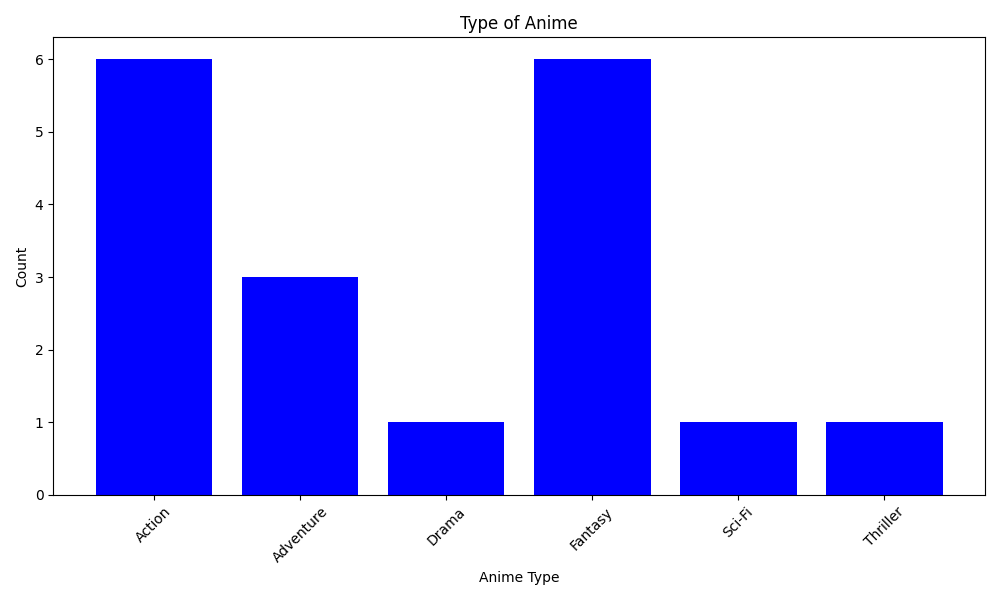 Type of Anime
Count
6
5
4
3
2
1
0
Action
Adventure
Drama
Fantasy
Sci-Fi
Thriller
Anime Type